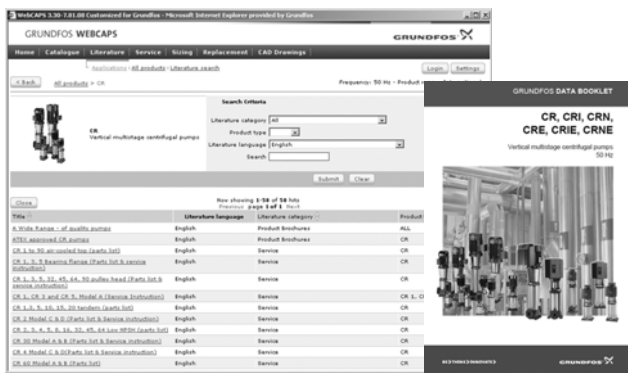 WebCAPS 3.30-7.81.08 Customized for Grundfos - Microsoft Internet Explorer provided by Grundfos
GRUNDFOS WEBCAPS
GRUNDFOS
Home Catalogue Literature Service Sizing Replacement CAD Drawings
Applications · All products · Literature search
Login Settings
< Back
All products > CR
Frequency: 50 Hz - Product
CR
Vertical multistage centrifugal pumps
Search Criteria
Literature category All
Product type
Literature language English
Search
Submit Clear
Close
Now showing 1-58 of 58 hits
Previous page 1 of 1 Next
Title Literature language Literature category Product
A Wide Range - of quality pumps English Product Brochures ALL
ATEX approved CR pumps English Product Brochures CR
CR 1 to 90 air-cooled top (parts list) English Service CR
CR 1, 3, 5 Bearing flange (Parts list & service instruction) English Service CR
CR 1, 3, 5, 32, 45, 64, 90 pulley head (Parts list & service instruction) English Service CR
CR 1, CR 3 and CR 5, Model A (Service Instruction) English Service CR 1, C
CR 1,3, 5, 10, 15, 20 tandem (parts list) English Service CR
CR 2 Model C & D (Parts list & Service instruction) English Service CR
CR 2, 3, 4, 5, 8, 16, 32, 45, 64 Low NPSH (parts list) English Service CR
CR 30 Model A & B (Parts list & Service instruction) English Service CR
CR 4 Model C & D(Parts list & Service instruction) English Service CR
CR 60 Model A & B (Parts list) English Service CR
GRUNDFOS DATA BOOKLET
CR, CRI, CRN,
CRE, CRIE, CRNE
Vertical multistage centrifugal pumps
50 Hz
BE>THINK>INNOVATE>
GRUNDFOS